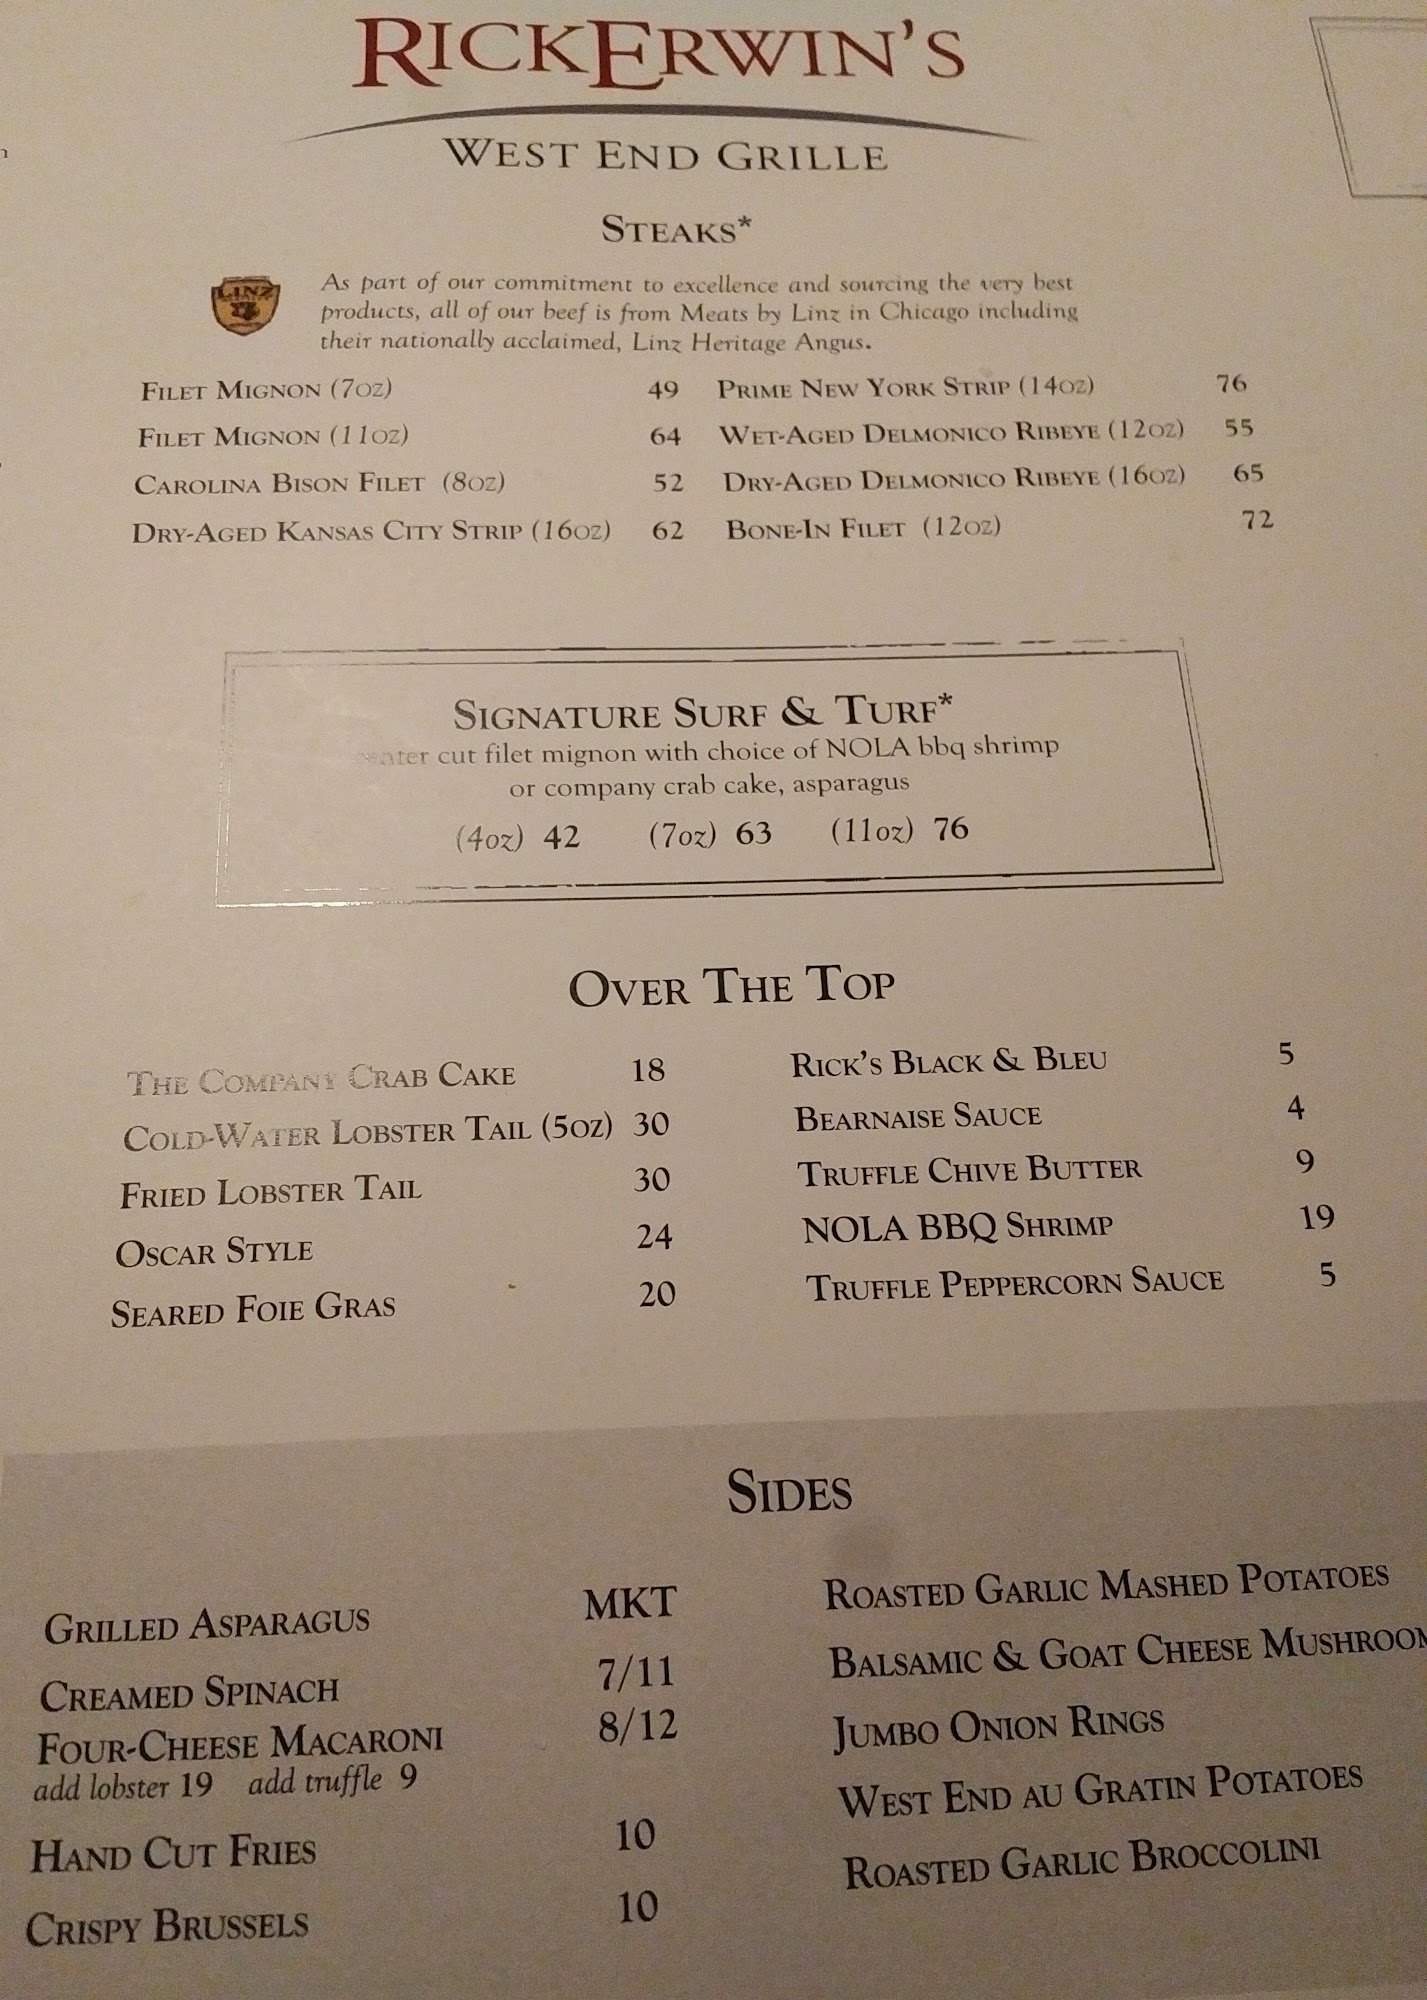 RICKERWIN'S
WEST END GRILLE
STEAKS*
LINZ
As part of our commitment to excellence and sourcing the very best
products, all of our beef is from Meats by Linz in Chicago including
their nationally acclaimed, Linz Heritage Angus.
FILET MIGNON (7OZ) 49 PRIME NEW YORK STRIP (14OZ) 76
FILET MIGNON (11OZ) 64 WET-AGED DELMONICO RIBEYE (12OZ) 55
CAROLINA BISON FILET (8OZ) 52 DRY-AGED DELMONICO RIBEYE (16OZ) 65
DRY-AGED KANSAS CITY STRIP (16OZ) 62 BONE-IN FILET (12OZ) 72
SIGNATURE SURF & TURF*
center cut filet mignon with choice of NOLA bbq shrimp
or company crab cake, asparagus
(4oz) 42 (7oz) 63 (11oz) 76
OVER THE TOP
THE COMPANY CRAB CAKE 18 RICK'S BLACK & BLEU 5
COLD-WATER LOBSTER TAIL (5OZ) 30 BEARNAISE SAUCE 4
FRIED LOBSTER TAIL 30 TRUFFLE CHIVE BUTTER 9
OSCAR STYLE 24 NOLA BBQ SHRIMP 19
SEARED FOIE GRAS 20 TRUFFLE PEPPERCORN SAUCE 5
SIDES
GRILLED ASPARAGUS MKT ROASTED GARLIC MASHED POTATOES
CREAMED SPINACH 7/11 BALSAMIC & GOAT CHEESE MUSHROOM
FOUR-CHEESE MACARONI 8/12 JUMBO ONION RINGS
add lobster 19 add truffle 9 WEST END AU GRATIN POTATOES
HAND CUT FRIES 10 ROASTED GARLIC BROCCOLINI
CRISPY BRUSSELS 10